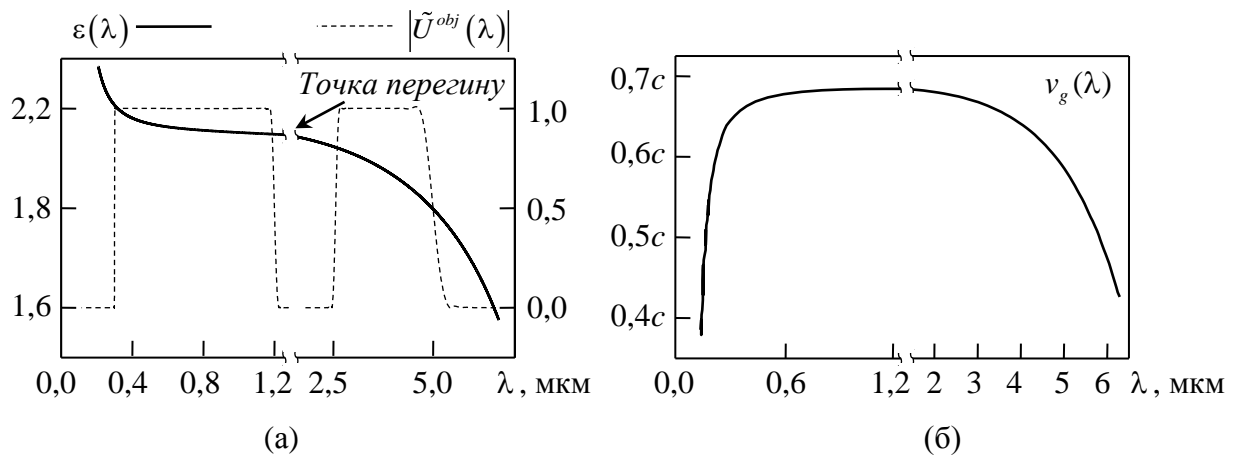 ε(λ) |Ũ^obj(λ)|
Точка перегину
2,2
1,8
1,6
1,0
0,5
0,0
0,0 0,4 0,8 1,2 2,5 5,0 λ, мкм
(а)
0,7c
0,6c
0,5c
0,4c
v_g(λ)
0,0 0,6 1,2 2 3 4 5 6 λ, мкм
(б)